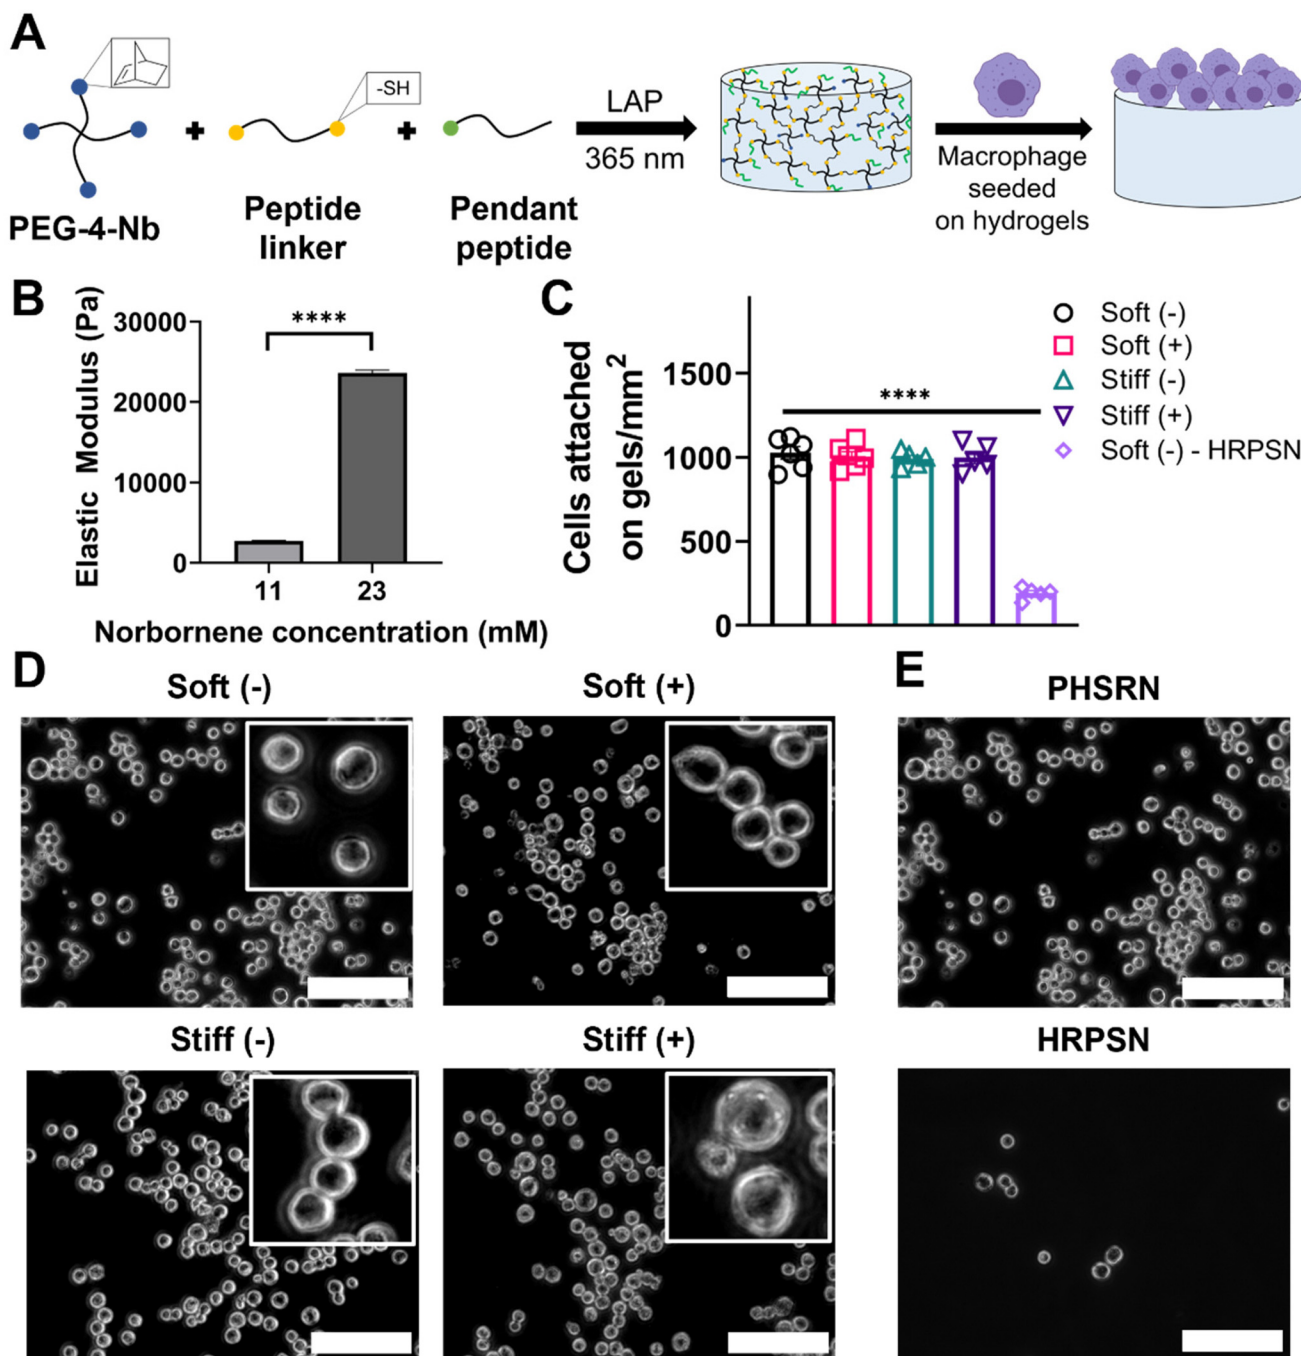 A
-SH
PEG-4-Nb
Peptide
linker
Pendant
peptide
LAP
365 nm
Macrophage
seeded
on hydrogels
B
Elastic Modulus (Pa)
30000
20000
10000
0
****
11
23
Norbornene concentration (mM)
C
Cells attached
on gels/mm²
1500
1000
500
0
****
Soft (-)
Soft (+)
Stiff (-)
Stiff (+)
Soft (-) - HRPSN
D
Soft (-)
Soft (+)
Stiff (-)
Stiff (+)
E
PHSRN
HRPSN